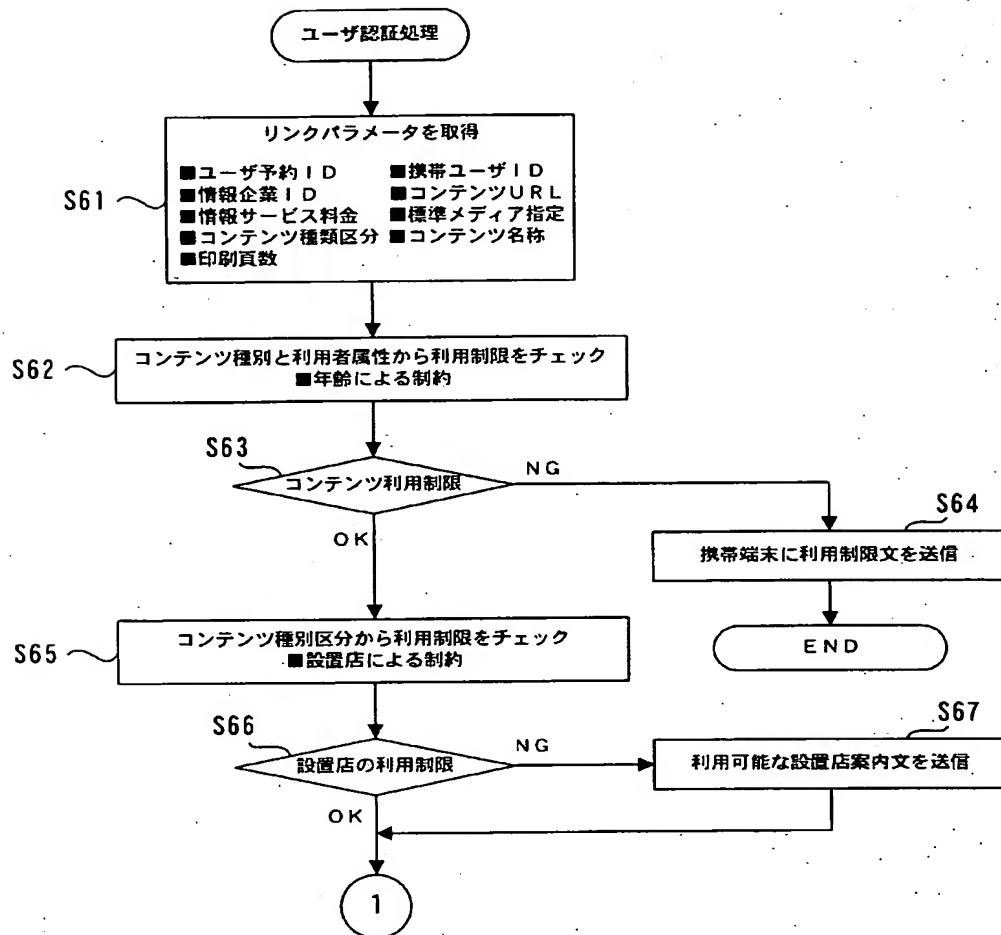 ユーザ認証処理
S61
リンクパラメータを取得
■ユーザ予約ID ■携帯ユーザID
■情報企業ID ■コンテンツURL
■情報サービス料金 ■標準メディア指定
■コンテンツ種類区分 ■コンテンツ名称
■印刷頁数
S62
コンテンツ種別と利用者属性から利用制限をチェック
■年齢による制約
S63
コンテンツ利用制限
NG
OK
S64
携帯端末に利用制限文を送信
END
S65
コンテンツ種別区分から利用制限をチェック
■設置店による制約
S66
設置店の利用制限
NG
OK
S67
利用可能な設置店案内文を送信
1